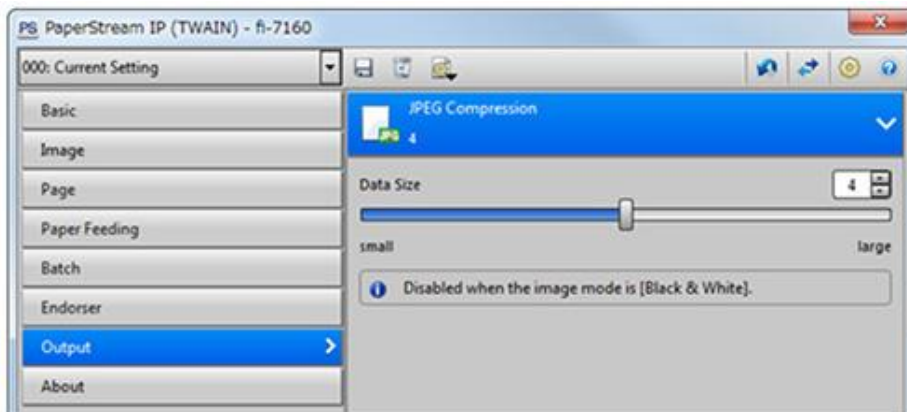 PS PaperStream IP (TWAIN) - fi-7160
000: Current Setting
Basic
Image
Page
Paper Feeding
Batch
Endorser
Output
About
JPEG Compression
JPG 4
Data Size 4
small large
Disabled when the image mode is [Black & White].